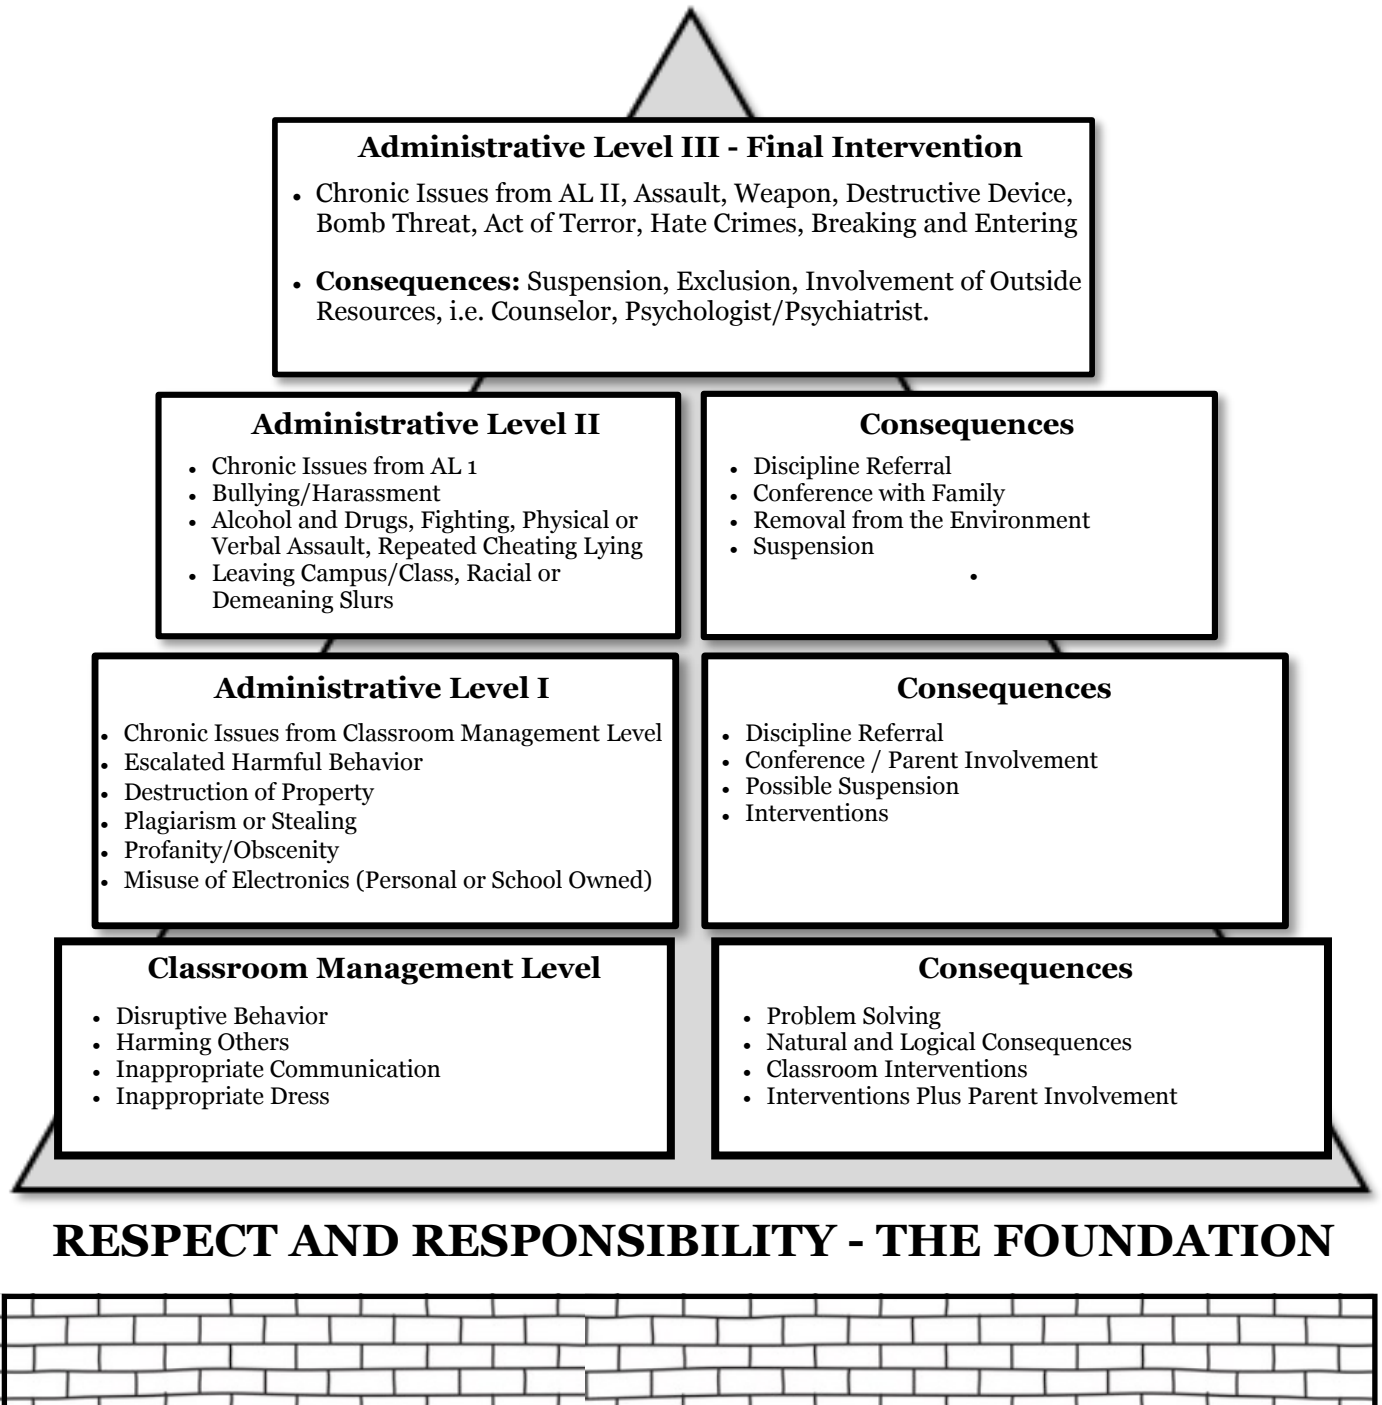 Administrative Level III - Final Intervention
• Chronic Issues from AL II, Assault, Weapon, Destructive Device,
Bomb Threat, Act of Terror, Hate Crimes, Breaking and Entering
• Consequences: Suspension, Exclusion, Involvement of Outside
Resources, i.e. Counselor, Psychologist/Psychiatrist.
Administrative Level II
• Chronic Issues from AL 1
• Bullying/Harassment
• Alcohol and Drugs, Fighting, Physical or
Verbal Assault, Repeated Cheating Lying
• Leaving Campus/Class, Racial or
Demeaning Slurs
Consequences
• Discipline Referral
• Conference with Family
• Removal from the Environment
• Suspension
•
Administrative Level I
• Chronic Issues from Classroom Management Level
• Escalated Harmful Behavior
• Destruction of Property
• Plagiarism or Stealing
• Profanity/Obscenity
• Misuse of Electronics (Personal or School Owned)
Consequences
• Discipline Referral
• Conference / Parent Involvement
• Possible Suspension
• Interventions
Classroom Management Level
• Disruptive Behavior
• Harming Others
• Inappropriate Communication
• Inappropriate Dress
Consequences
• Problem Solving
• Natural and Logical Consequences
• Classroom Interventions
• Interventions Plus Parent Involvement
RESPECT AND RESPONSIBILITY - THE FOUNDATION